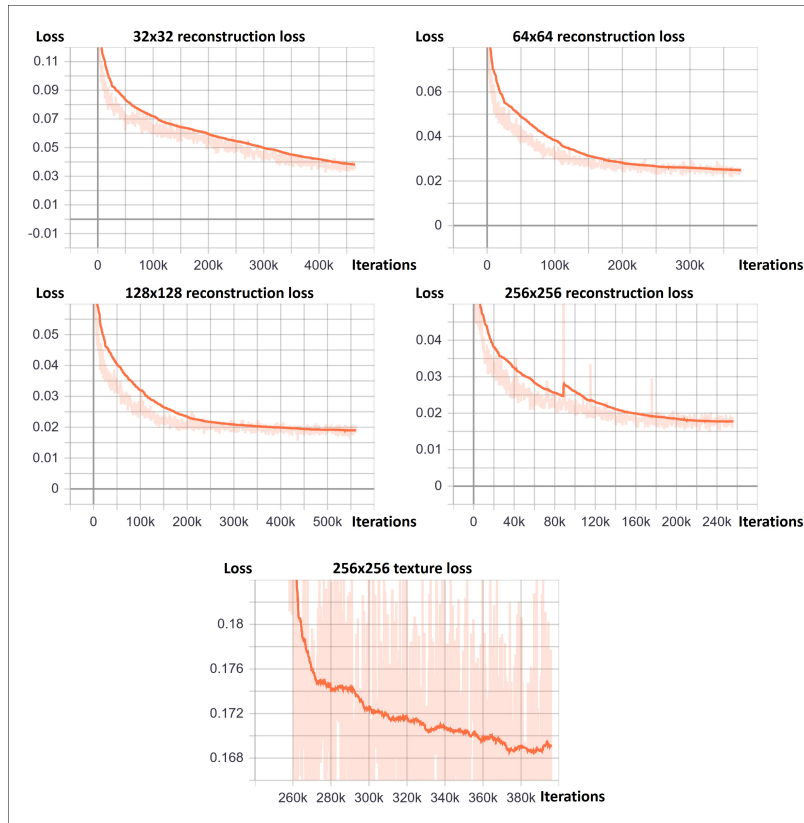 Loss 32x32 reconstruction loss
0.11
0.09
0.07
0.05
0.03
0.01
-0.01
0 100k 200k 300k 400k Iterations
Loss 64x64 reconstruction loss
0.06
0.04
0.02
0
0 100k 200k 300k Iterations
Loss 128x128 reconstruction loss
0.05
0.04
0.03
0.02
0.01
0
0 100k 200k 300k 400k 500k Iterations
Loss 256x256 reconstruction loss
0.04
0.03
0.02
0.01
0
0 40k 80k 120k 160k 200k 240k Iterations
Loss 256x256 texture loss
0.18
0.176
0.172
0.168
260k 280k 300k 320k 340k 360k 380k Iterations